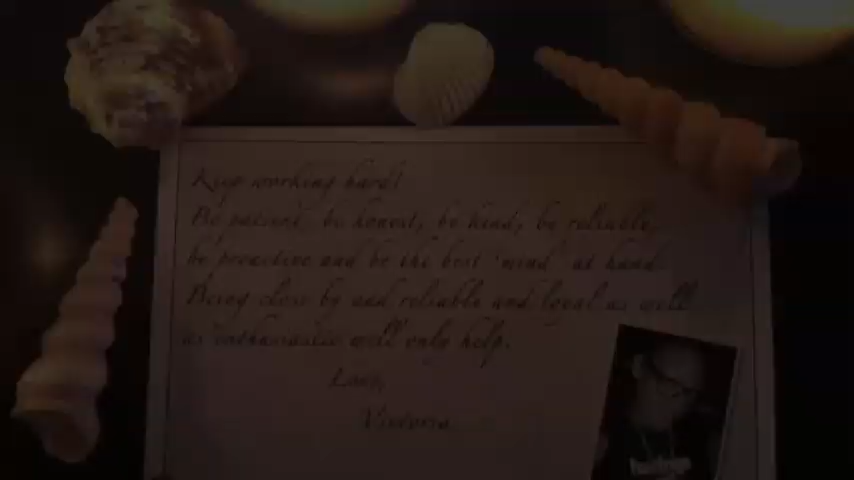 Keep working hard!
Be patient, be honest, be kind, be reliable,
be proactive and be the best 'mind' at hand.
Being close by and reliable and loyal as well
as enthusiastic will only help.
Love,
Victoria